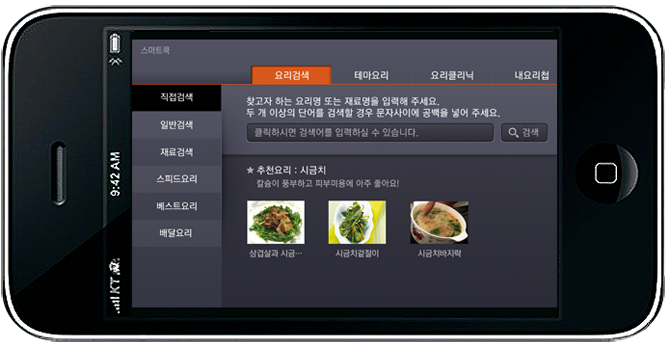 스마트쿡
요리검색 테마요리 요리클리닉 내요리첩
직접검색
일반검색
재료검색
스피드요리
베스트요리
배달요리
찾고자 하는 요리명 또는 재료명을 입력해 주세요.
두 개 이상의 단어를 검색할 경우 문자사이에 공백을 넣어 주세요.
클릭하시면 검색어를 입력하실 수 있습니다.
검색
★ 추천요리 : 시금치
칼슘이 풍부하고 피부미용에 아주 좋아요!
삼겹살과 시금…
시금치겉절이
시금치바지락
9:42 AM
KT